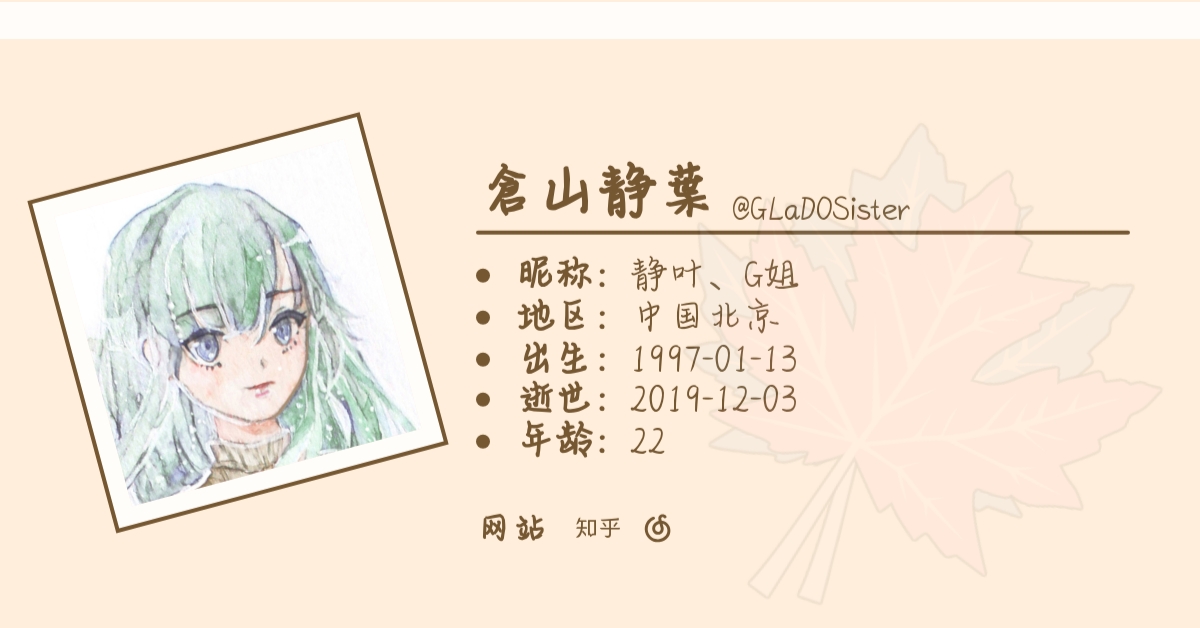 倉山静葉 @GLaDOSister
昵称：静叶、G姐
地区：中国北京
出生：1997-01-13
逝世：2019-12-03
年龄：22
网站 知乎